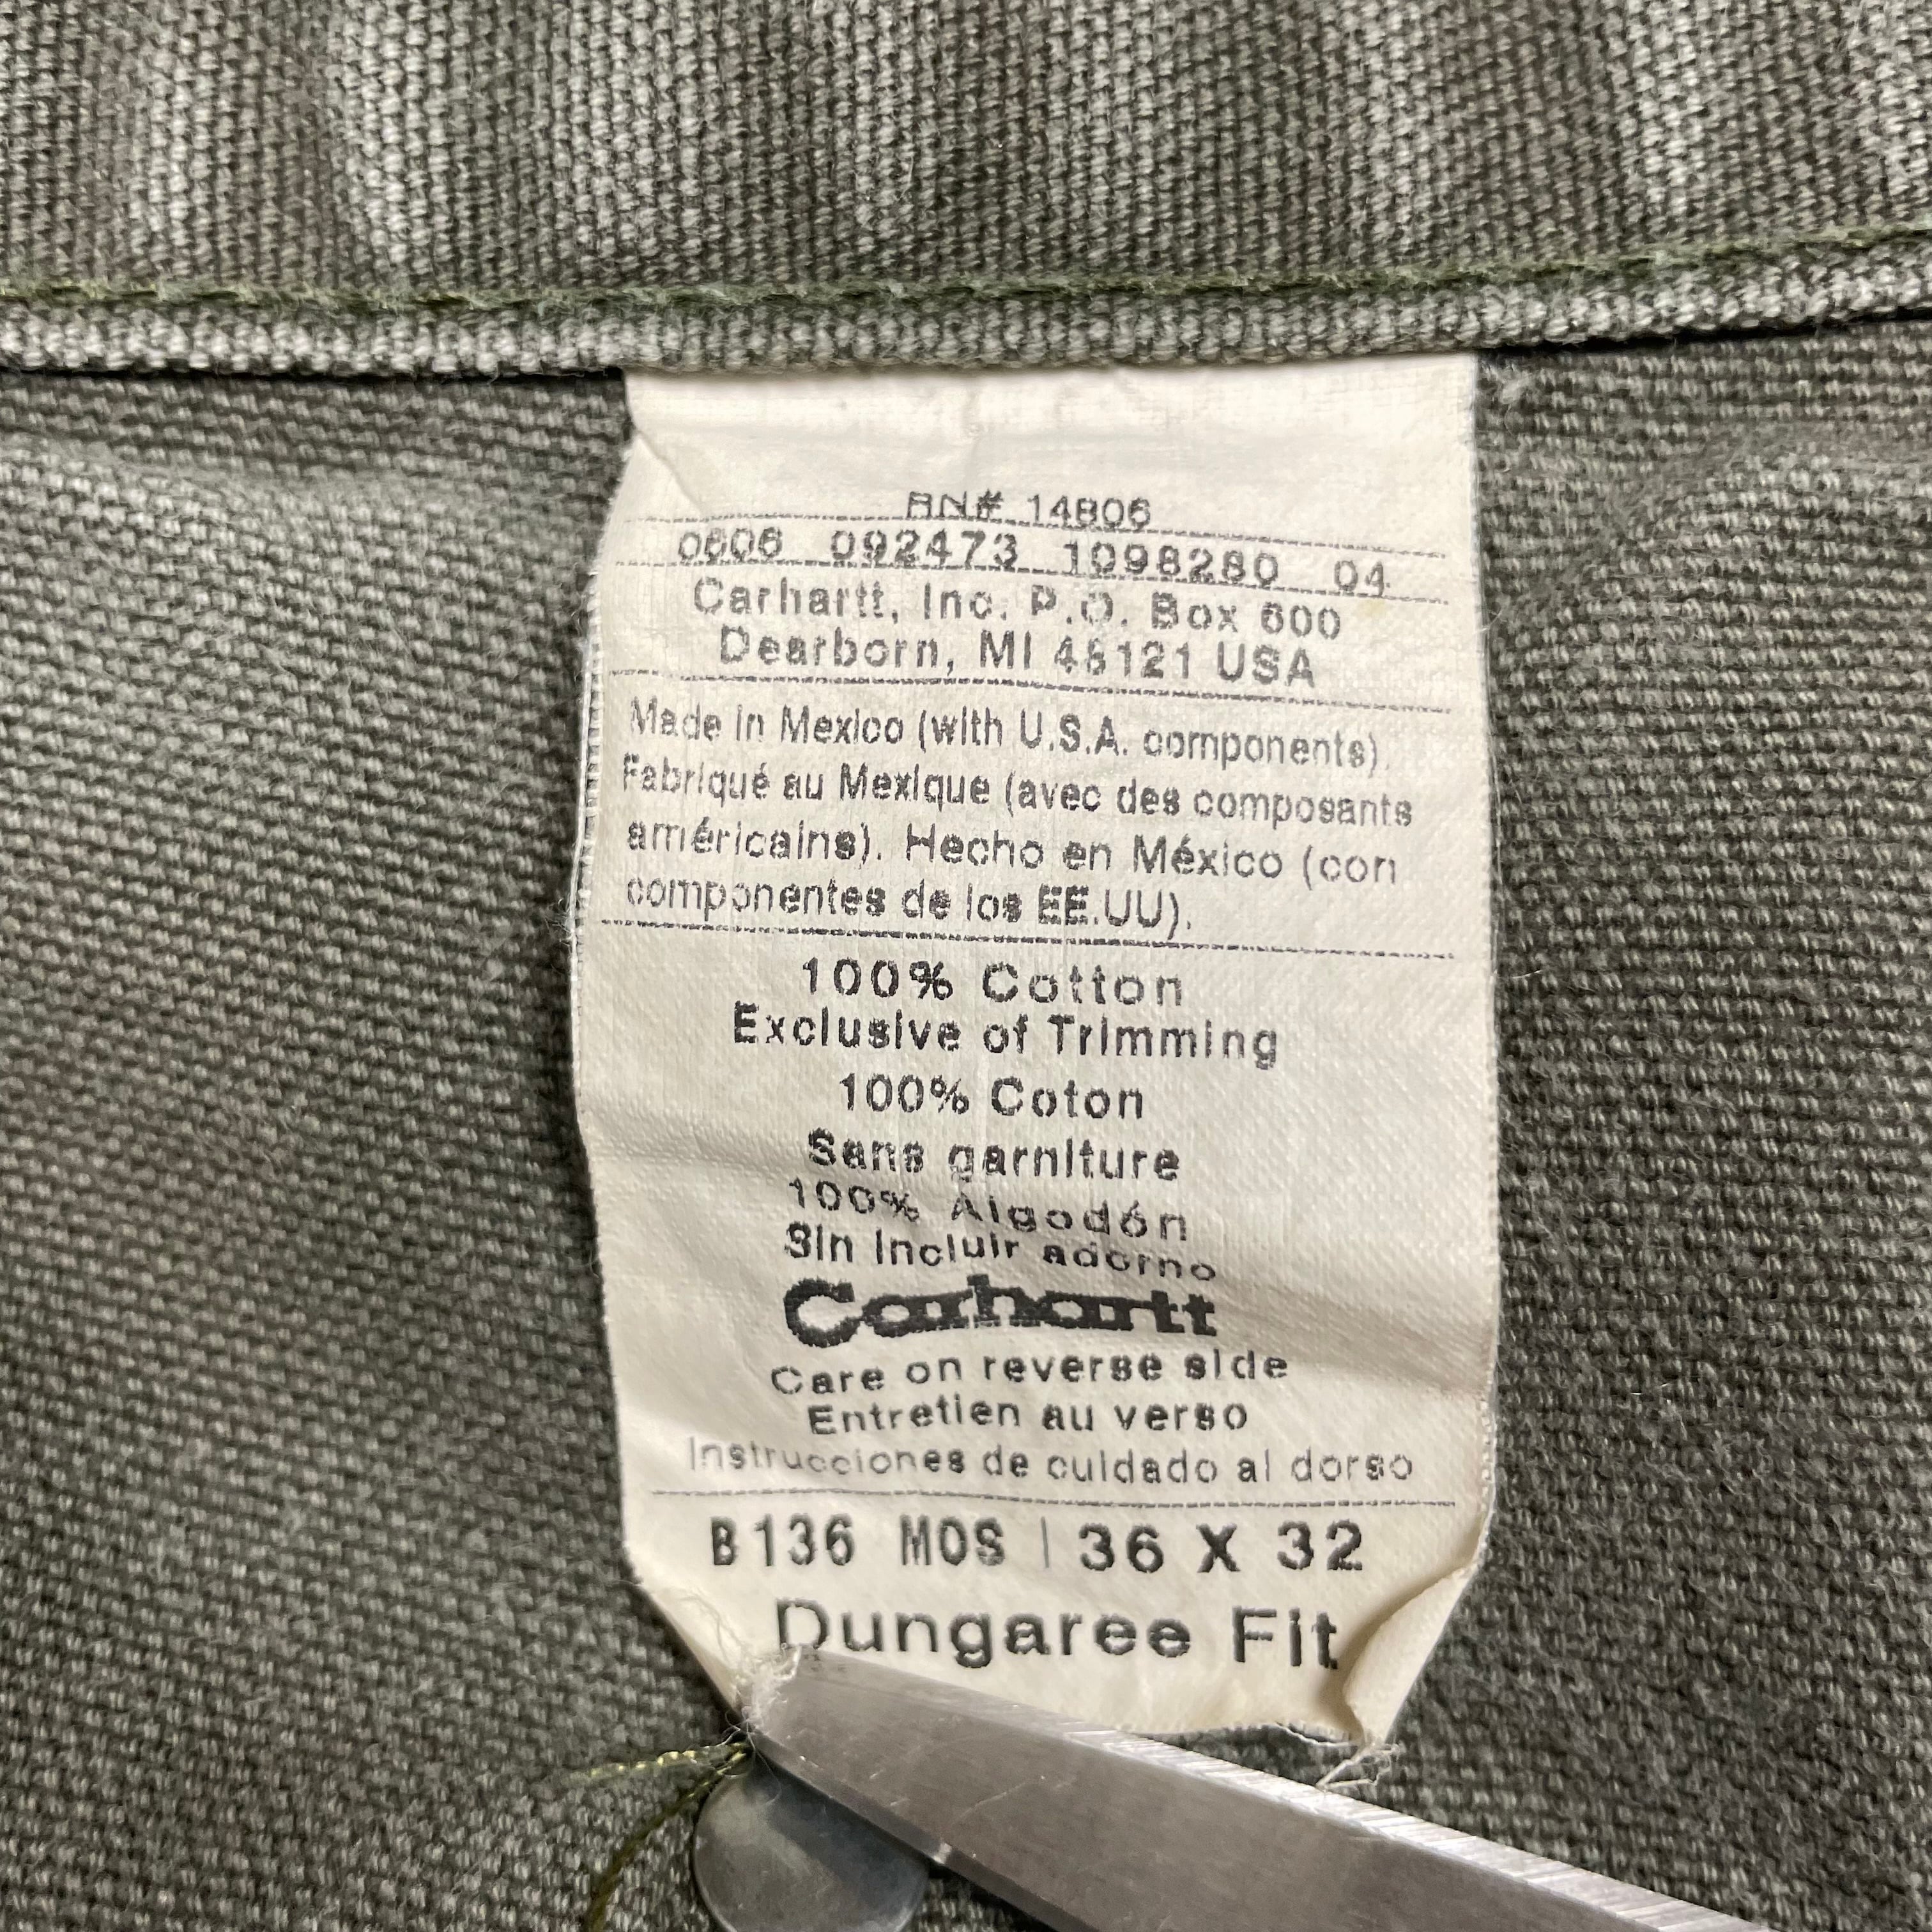 RN# 14806
0606 092473 1098280 04
Carhartt, Inc. P.O. Box 600
Dearborn, MI 48121 USA
Made in Mexico (with U.S.A. components).
Fabriqué au Mexique (avec des composants
américains). Hecho en México (con
componentes de los EE.UU).
100% Cotton
Exclusive of Trimming
100% Coton
Sans garniture
100% Algodón
Sin incluir adorno
Carhartt
Care on reverse side
Entretien au verso
Instrucciones de cuidado al dorso
B136 MOS | 36 X 32
Dungaree Fit